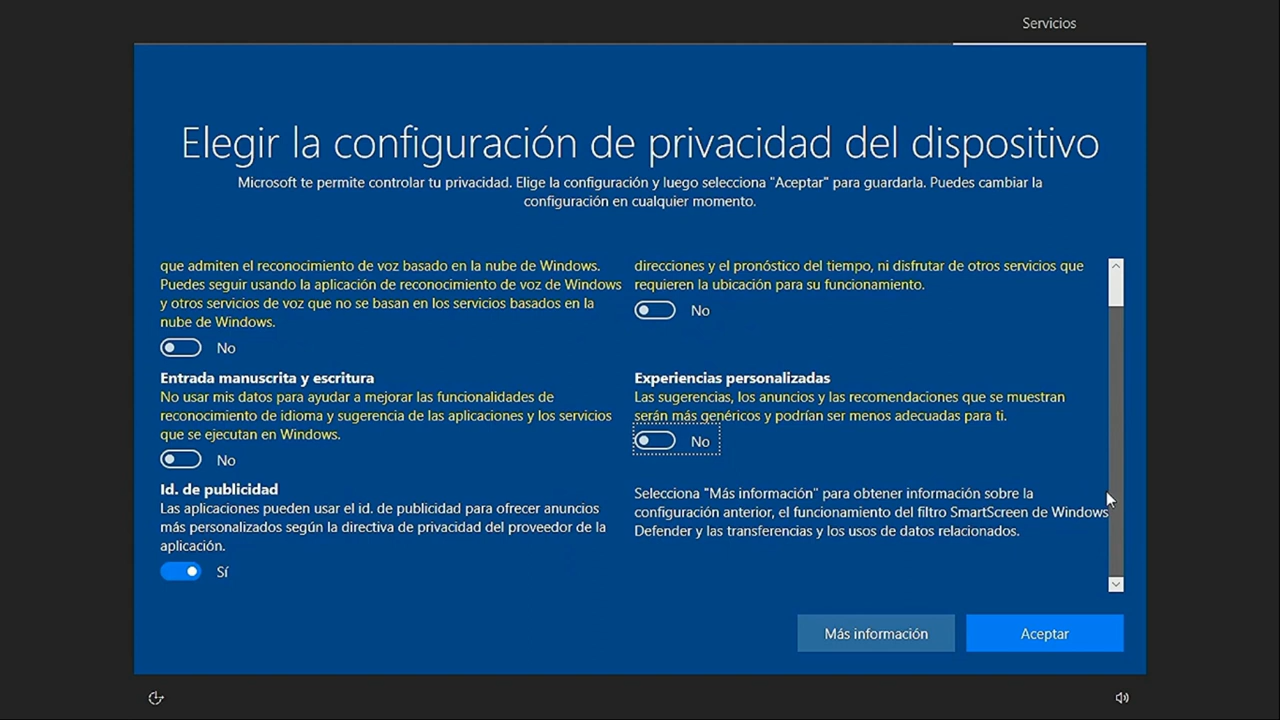 Servicios
Elegir la configuración de privacidad del dispositivo
Microsoft te permite controlar tu privacidad. Elige la configuración y luego selecciona "Aceptar" para guardarla. Puedes cambiar la
configuración en cualquier momento.
que admiten el reconocimiento de voz basado en la nube de Windows.
Puedes seguir usando la aplicación de reconocimiento de voz de Windows
y otros servicios de voz que no se basan en los servicios basados en la
nube de Windows.
No
Entrada manuscrita y escritura
No usar mis datos para ayudar a mejorar las funcionalidades de
reconocimiento de idioma y sugerencia de las aplicaciones y los servicios
que se ejecutan en Windows.
No
Id. de publicidad
Las aplicaciones pueden usar el id. de publicidad para ofrecer anuncios
más personalizados según la directiva de privacidad del proveedor de la
aplicación.
Sí
direcciones y el pronóstico del tiempo, ni disfrutar de otros servicios que
requieren la ubicación para su funcionamiento.
No
Experiencias personalizadas
Las sugerencias, los anuncios y las recomendaciones que se muestran
serán más genéricos y podrían ser menos adecuadas para ti.
No
Selecciona "Más información" para obtener información sobre la
configuración anterior, el funcionamiento del filtro SmartScreen de Windows
Defender y las transferencias y los usos de datos relacionados.
Más información
Aceptar